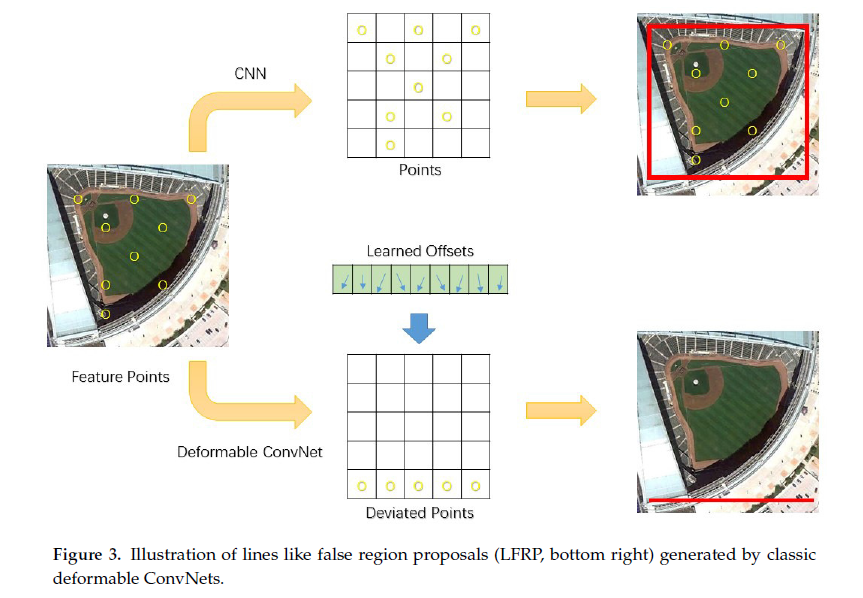 CNN
Points
Learned Offsets
Feature Points
Deformable ConvNet
Deviated Points
Figure 3. Illustration of lines like false region proposals (LFRP, bottom right) generated by classic
deformable ConvNets.